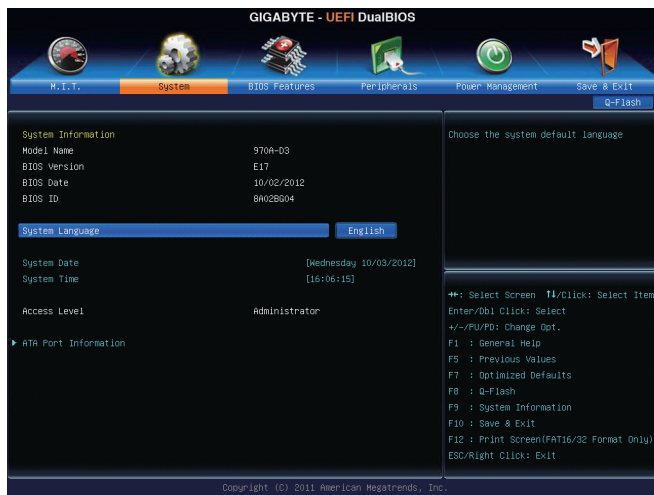 GIGABYTE - UEFI DualBIOS
M.I.T. System BIOS Features Peripherals Power Management Save & Exit
Q-Flash
System Information
Model Name 970A-D3
BIOS Version E17
BIOS Date 10/02/2012
BIOS ID 8A02BG04
System Language English
System Date [Wednesday 10/03/2012]
System Time [16:06:15]
Access Level Administrator
ATA Port Information
Choose the system default language
→←: Select Screen ↑↓/Click: Select Item
Enter/Dbl Click: Select
+/-/PU/PD: Change Opt.
F1 : General Help
F5 : Previous Values
F7 : Optimized Defaults
F8 : Q-Flash
F9 : System Information
F10 : Save & Exit
F12 : Print Screen(FAT16/32 Format Only)
ESC/Right Click: Exit
Copyright (C) 2011 American Megatrends, Inc.